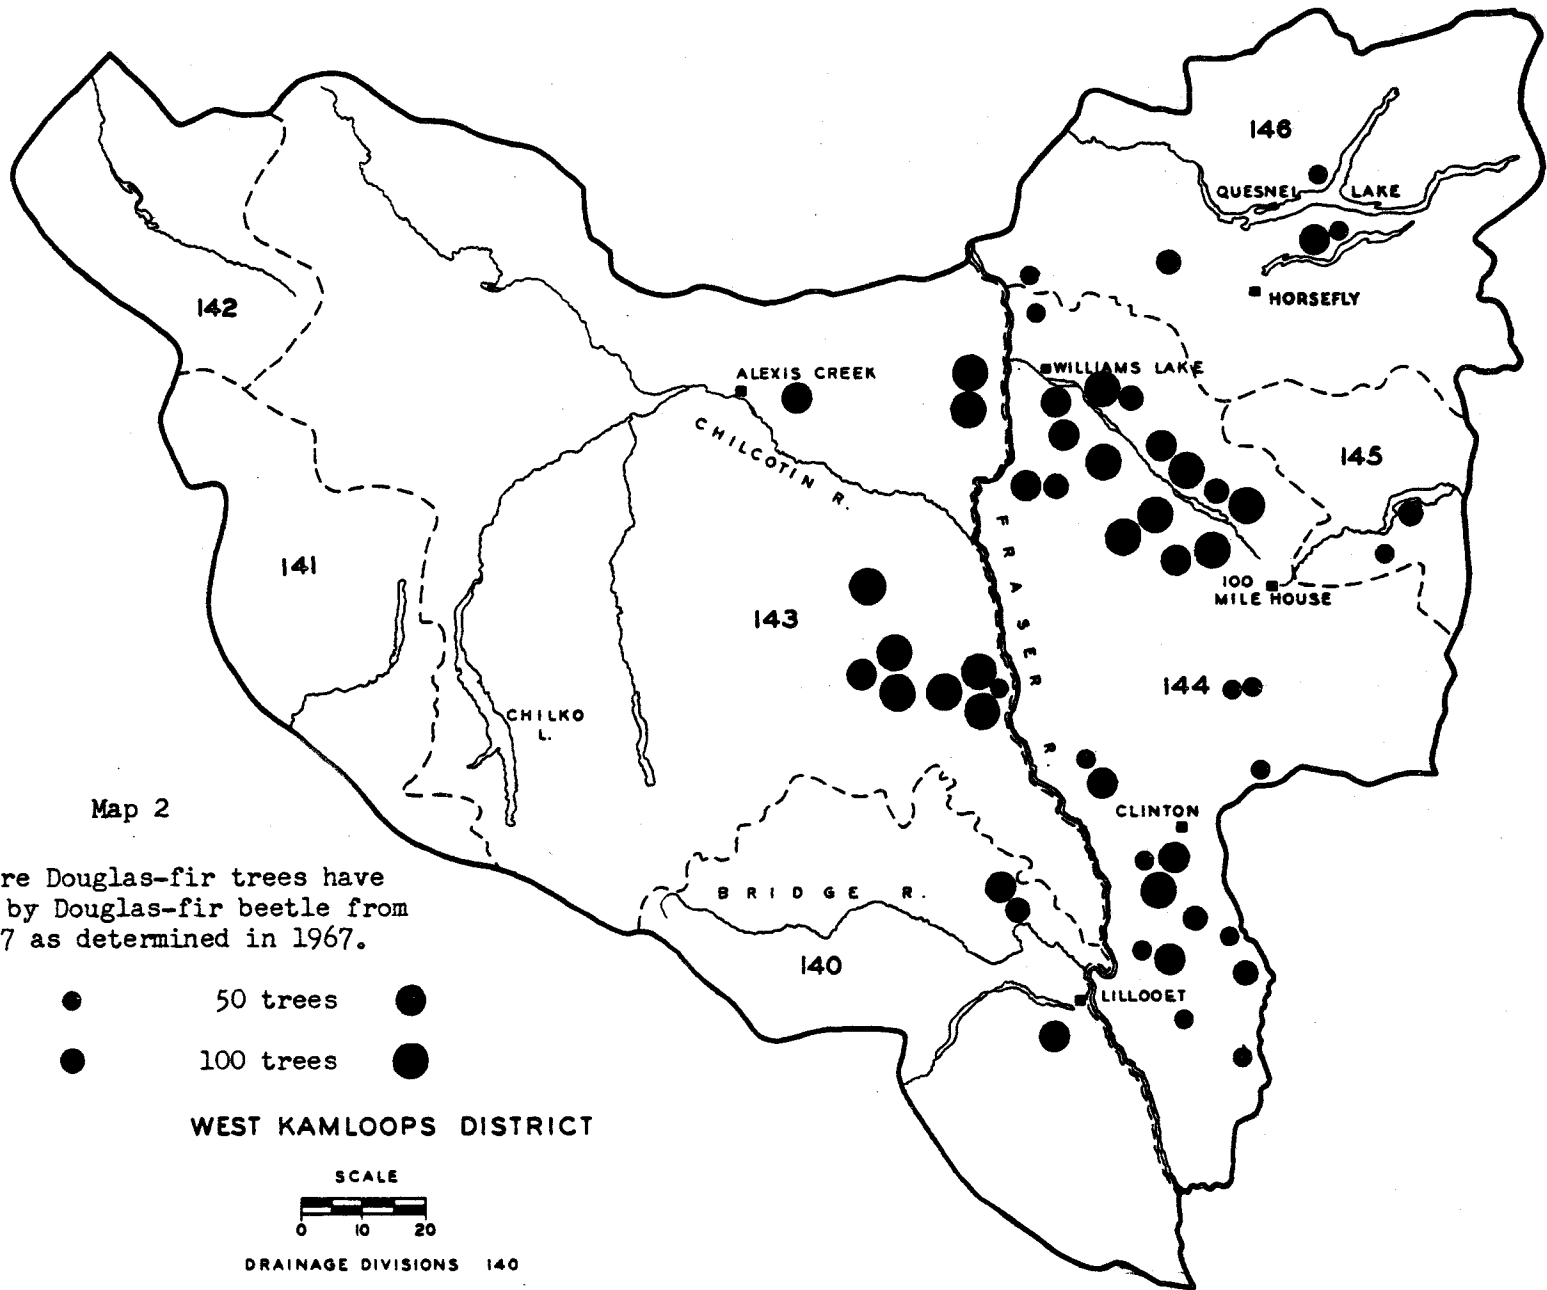 146
QUESNEL LAKE
HORSEFLY
142
ALEXIS CREEK
WILLIAMS LAKE
CHILCOTIN R.
145
141
FRASER R.
100
MILE HOUSE
143
144
CHILKO
L.
CLINTON
BRIDGE R.
140
LILLOOET
Map 2
re Douglas-fir trees have
by Douglas-fir beetle from
7 as determined in 1967.
50 trees
100 trees
WEST KAMLOOPS DISTRICT
SCALE
0 10 20
DRAINAGE DIVISIONS 140